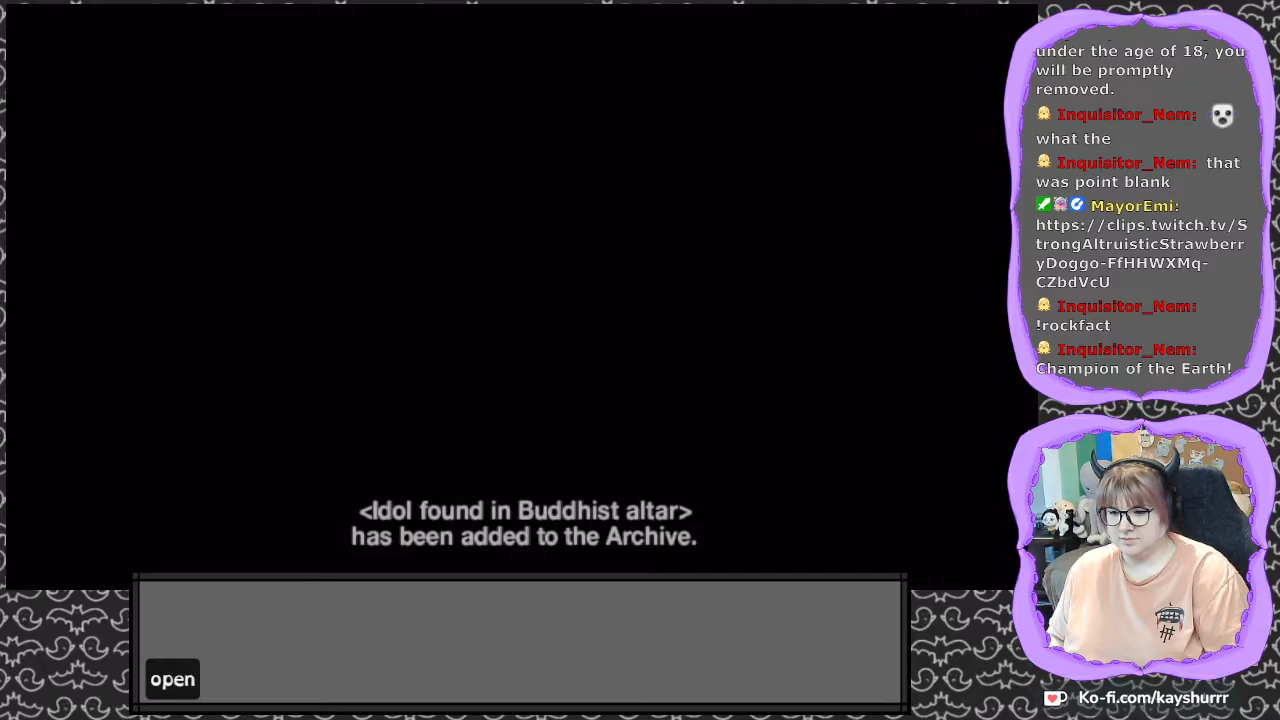 under the age of 18, you
will be promptly
removed.
Inquisitor_Nem:
what the
Inquisitor_Nem: that
was point blank
MayorEmi:
https://clips.twitch.tv/S
trongAltruisticStrawberr
yDoggo-FfHHWXMq-
CZbdVcU
Inquisitor_Nem:
!rockfact
Inquisitor_Nem:
Champion of the Earth!
<Idol found in Buddhist altar>
has been added to the Archive.
open
Ko-fi.com/kayshurrr